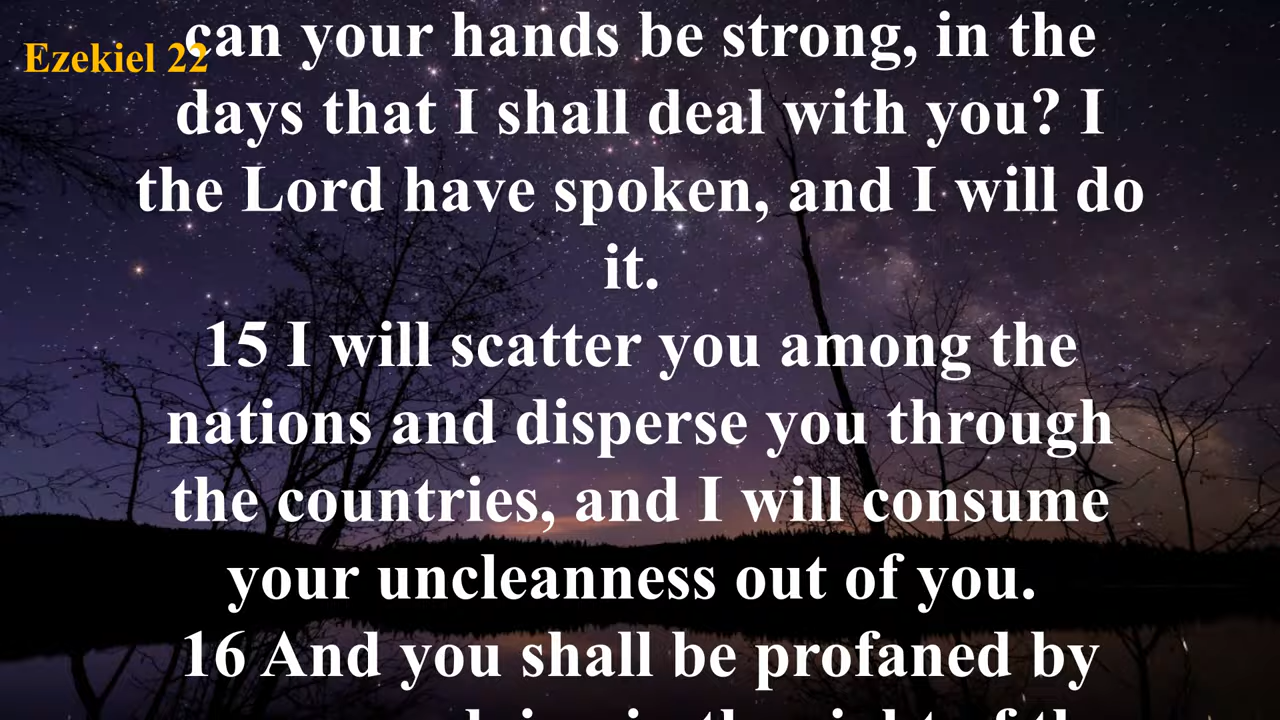 Ezekiel 22
can your hands be strong, in the
days that I shall deal with you? I
the Lord have spoken, and I will do
it.
15 I will scatter you among the
nations and disperse you through
the countries, and I will consume
your uncleanness out of you.
16 And you shall be profaned by